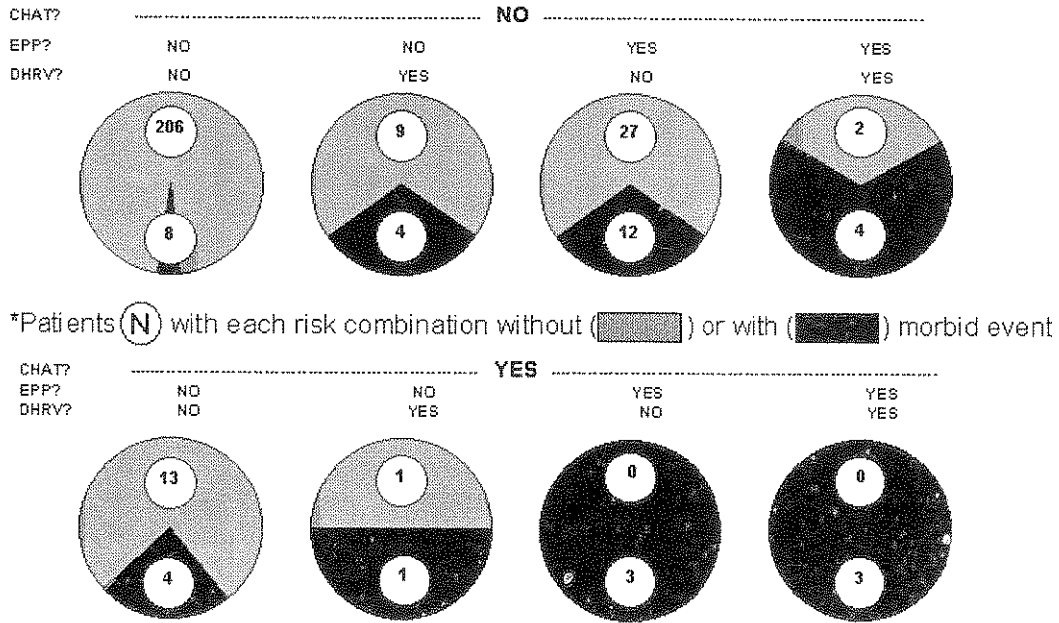 CHAT? NO
EPP? NO NO YES YES
DHRV? NO YES NO YES
206 9 27 2
8 4 12 4
*Patients (N) with each risk combination without ( ) or with ( ) morbid event
CHAT? YES
EPP? NO NO YES YES
DHRV? NO YES NO YES
13 1 0 0
4 1 3 3